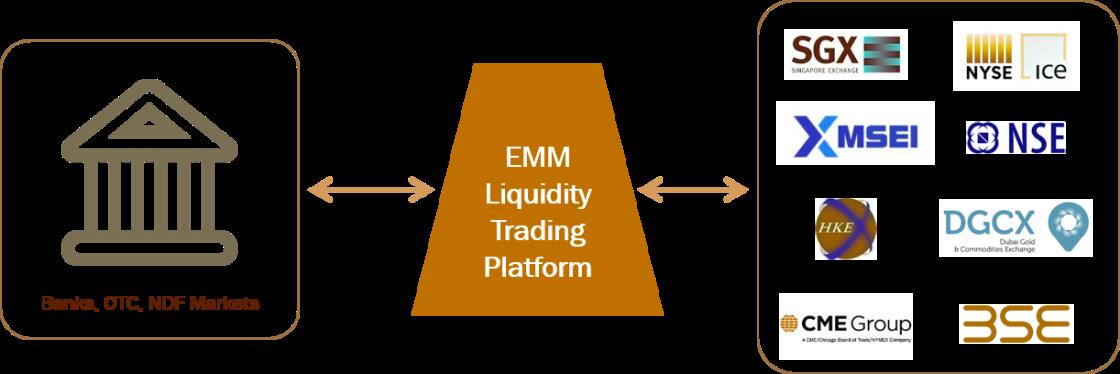 Banks, OTC, NDF Markets
EMM
Liquidity
Trading
Platform
SGX
SINGAPORE EXCHANGE
NYSE ice
XMSEI
NSE
HKEX
DGCX
Dubai Gold
& Commodities Exchange
CME Group
A CME/Chicago Board of Trade/NYMEX Company
BSE